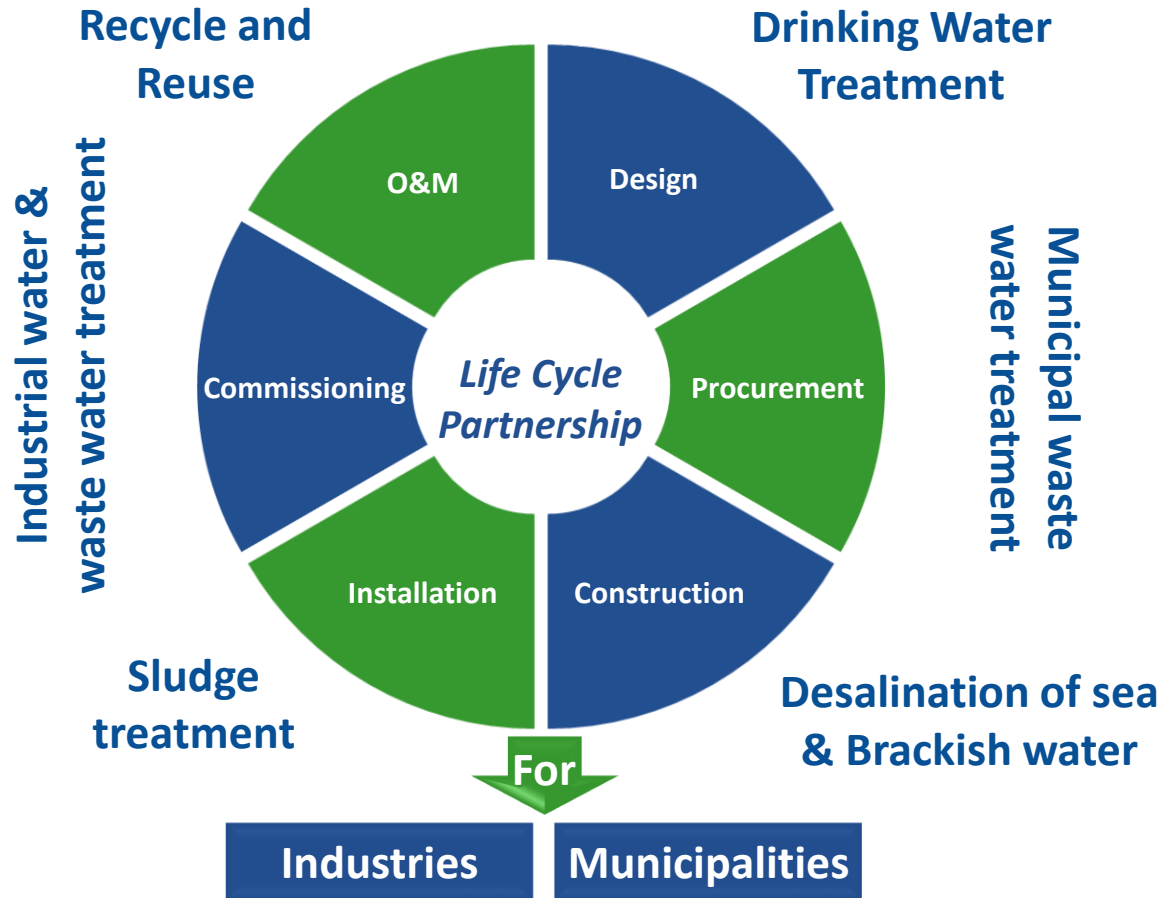 Recycle and
Reuse
Drinking Water
Treatment
O&M
Design
Industrial water &
waste water treatment
Municipal waste
water treatment
Commissioning
Life Cycle
Partnership
Procurement
Installation
Construction
Sludge
treatment
Desalination of sea
& Brackish water
For
Industries
Municipalities